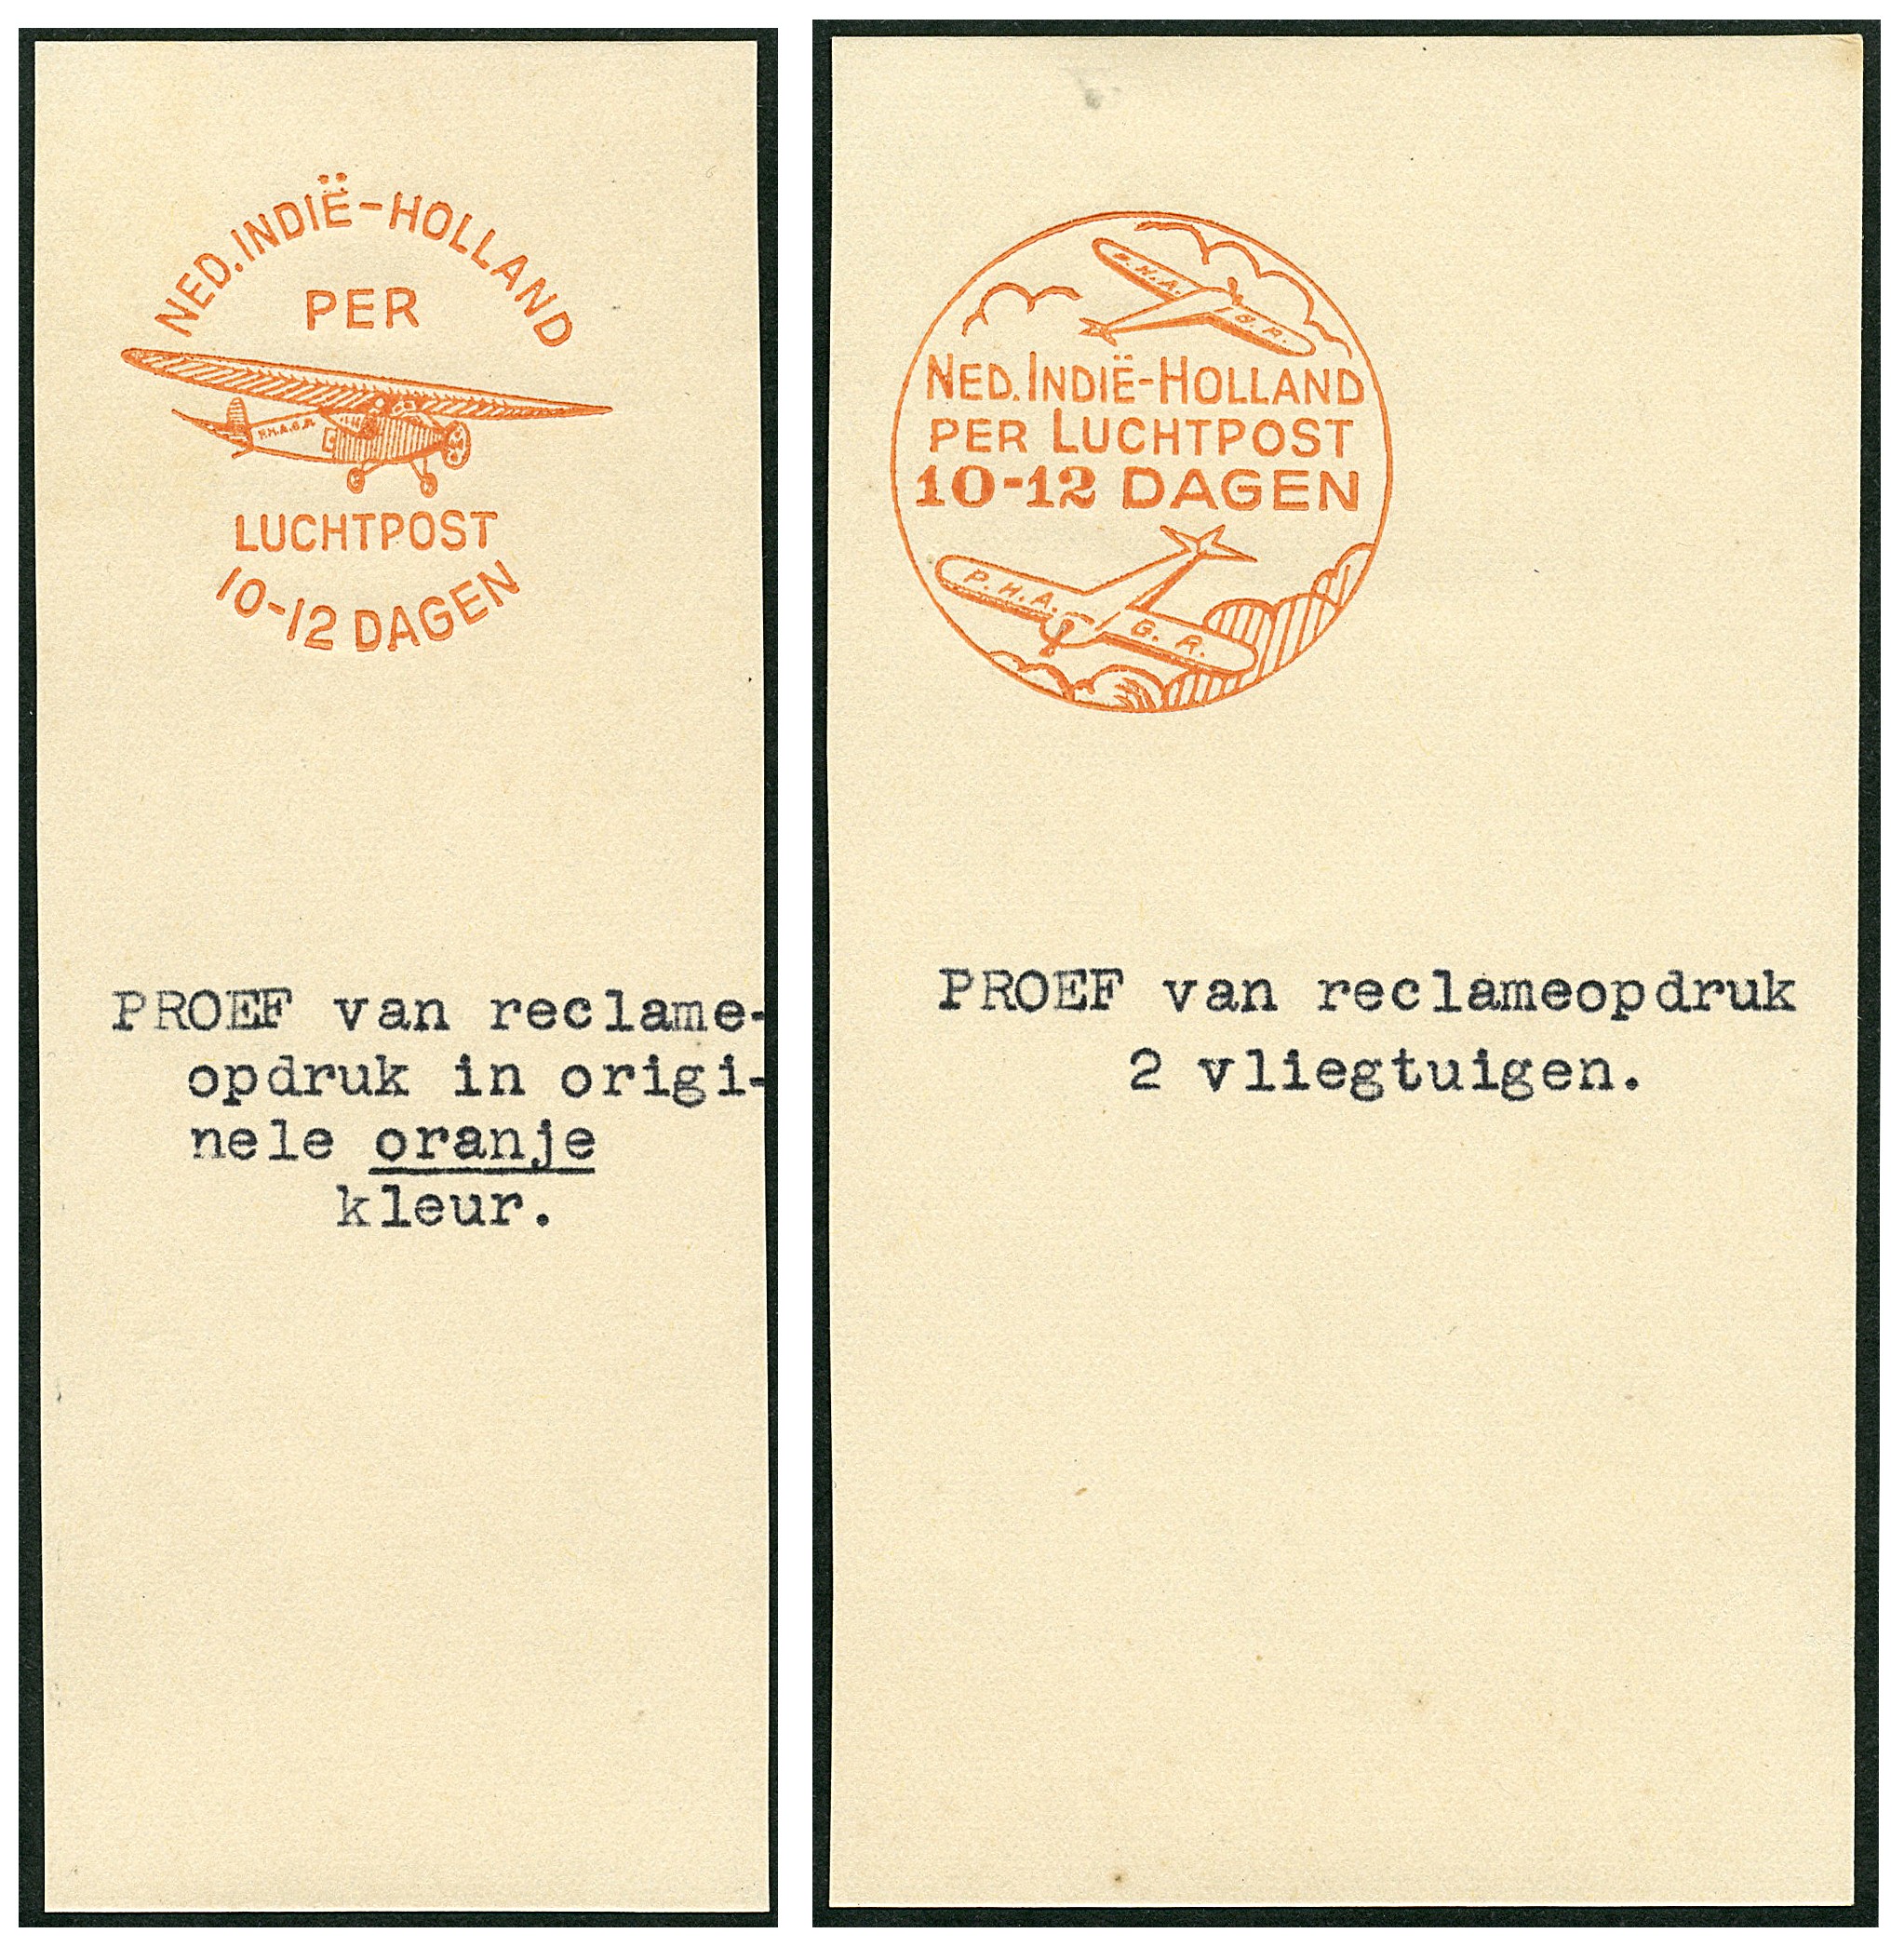 NED. INDIË-HOLLAND
PER
LUCHTPOST
10-12 DAGEN
PROEF van reclame-
opdruk in origi-
nele oranje
kleur.
P. H. A.
G. R.
NED. INDIË-HOLLAND
PER LUCHTPOST
10-12 DAGEN
P. H. A.
G. R.
PROEF van reclameopdruk
2 vliegtuigen.